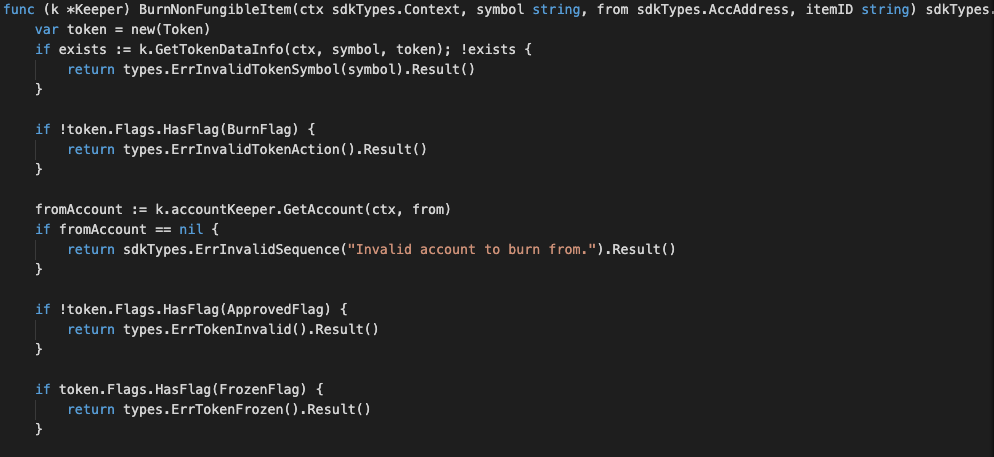 func (k *Keeper) BurnNonFungibleItem(ctx sdkTypes.Context, symbol string, from sdkTypes.AccAddress, itemID string) sdkTypes.
var token = new(Token)
if exists := k.GetTokenDataInfo(ctx, symbol, token); !exists {
return types.ErrInvalidTokenSymbol(symbol).Result()
}
if !token.Flags.HasFlag(BurnFlag) {
return types.ErrInvalidTokenAction().Result()
}
fromAccount := k.accountKeeper.GetAccount(ctx, from)
if fromAccount == nil {
return sdkTypes.ErrInvalidSequence("Invalid account to burn from.").Result()
}
if !token.Flags.HasFlag(ApprovedFlag) {
return types.ErrTokenInvalid().Result()
}
if token.Flags.HasFlag(FrozenFlag) {
return types.ErrTokenFrozen().Result()
}